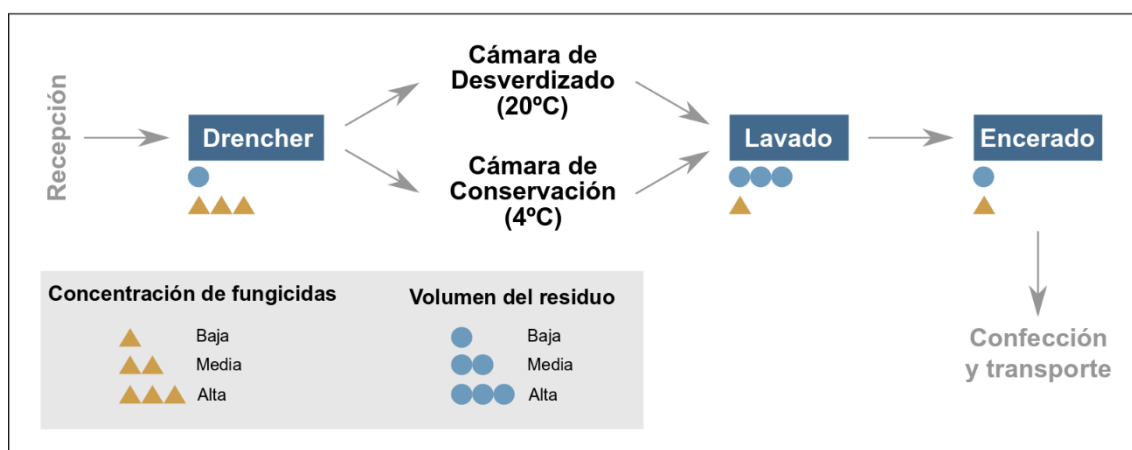 Recepción
Drencher
Cámara de
Desverdizado
(20ºC)
Cámara de
Conservación
(4ºC)
Lavado
Encerado
Confección
y transporte
Concentración de fungicidas
Baja
Media
Alta
Volumen del residuo
Baja
Media
Alta